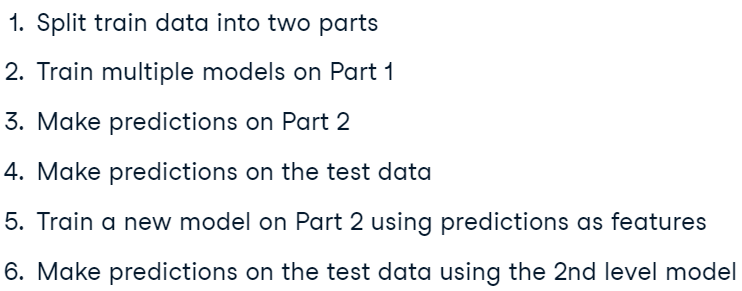 1. Split train data into two parts
2. Train multiple models on Part 1
3. Make predictions on Part 2
4. Make predictions on the test data
5. Train a new model on Part 2 using predictions as features
6. Make predictions on the test data using the 2nd level model